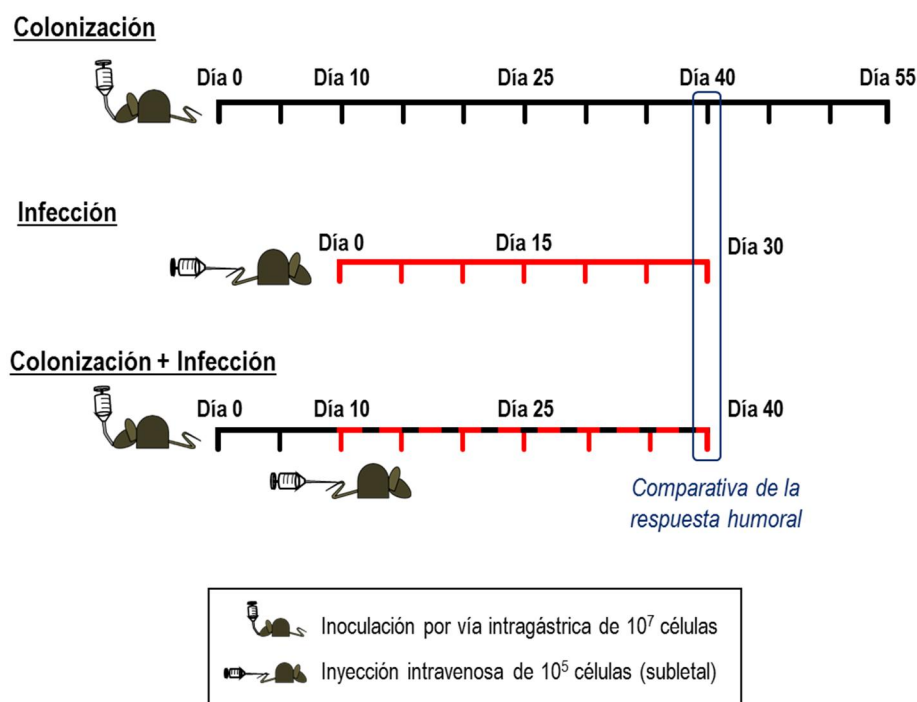 Colonización
Día 0 Día 10 Día 25 Día 40 Día 55
Infección
Día 0 Día 15 Día 30
Colonización + Infección
Día 0 Día 10 Día 25 Día 40
Comparativa de la
respuesta humoral
Inoculación por vía intragástrica de 10⁷ células
Inyección intravenosa de 10⁵ células (subletal)